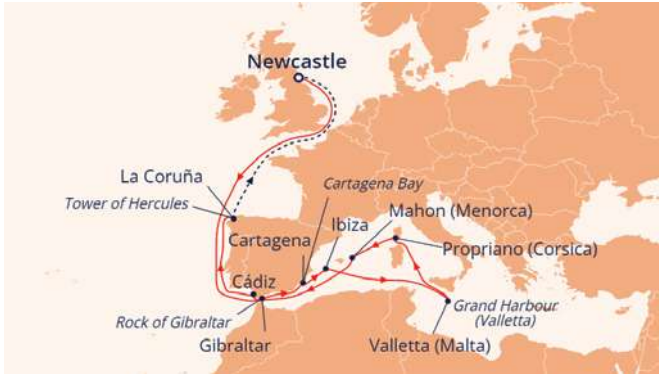 Newcastle
La Coruña
Tower of Hercules
Cartagena Bay
Ibiza
Mahon (Menorca)
Cartagena
Propriano (Corsica)
Cádiz
Rock of Gibraltar
Gibraltar
Grand Harbour
(Valletta)
Valletta (Malta)